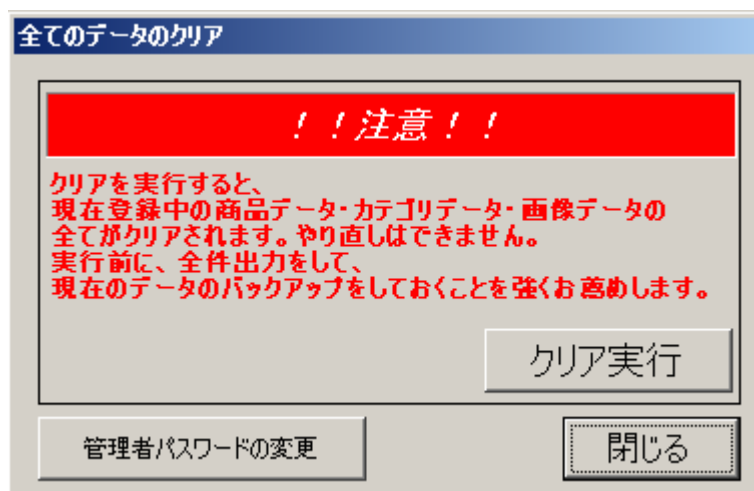 全てのデータのクリア
！！注意！！
クリアを実行すると、
現在登録中の商品データ・カテゴリデータ・画像データの
全てがクリアされます。やり直しはできません。
実行前に、全件出力をして、
現在のデータのバックアップをしておくことを強くお薦めします。
クリア実行
管理者パスワードの変更
閉じる